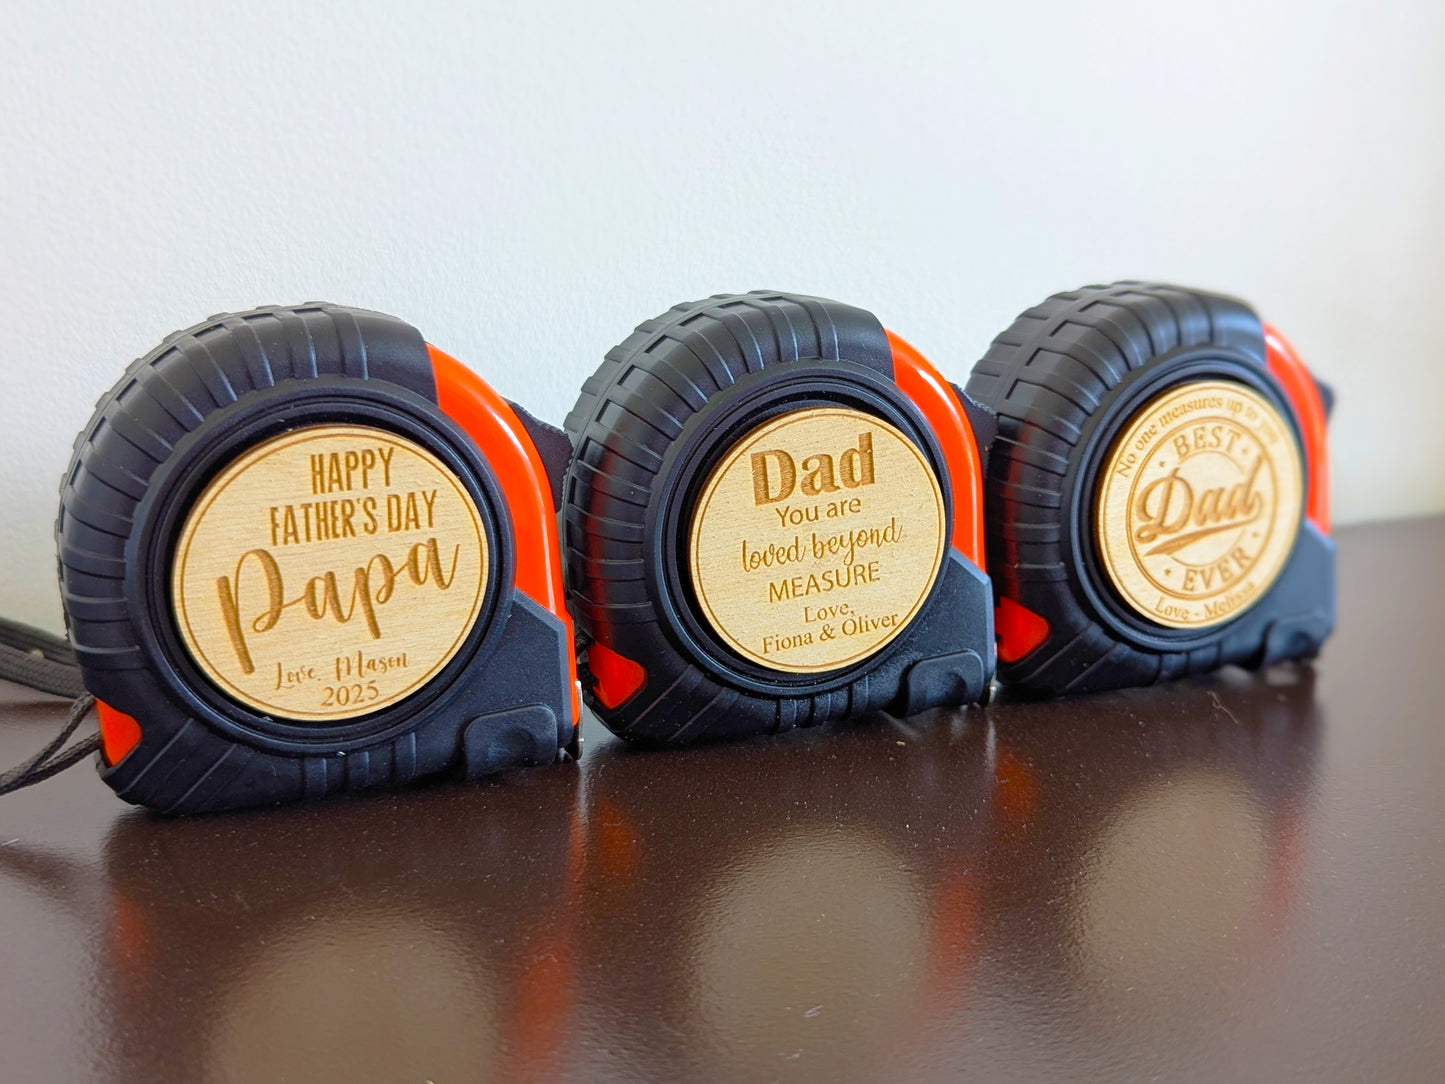 HAPPY
FATHER'S DAY
Papa
Love, Mason
2025
Dad
You are
loved beyond
MEASURE
Love,
Fiona & Oliver
No one measures up to you
BEST
Dad
EVER
Love - Melissa